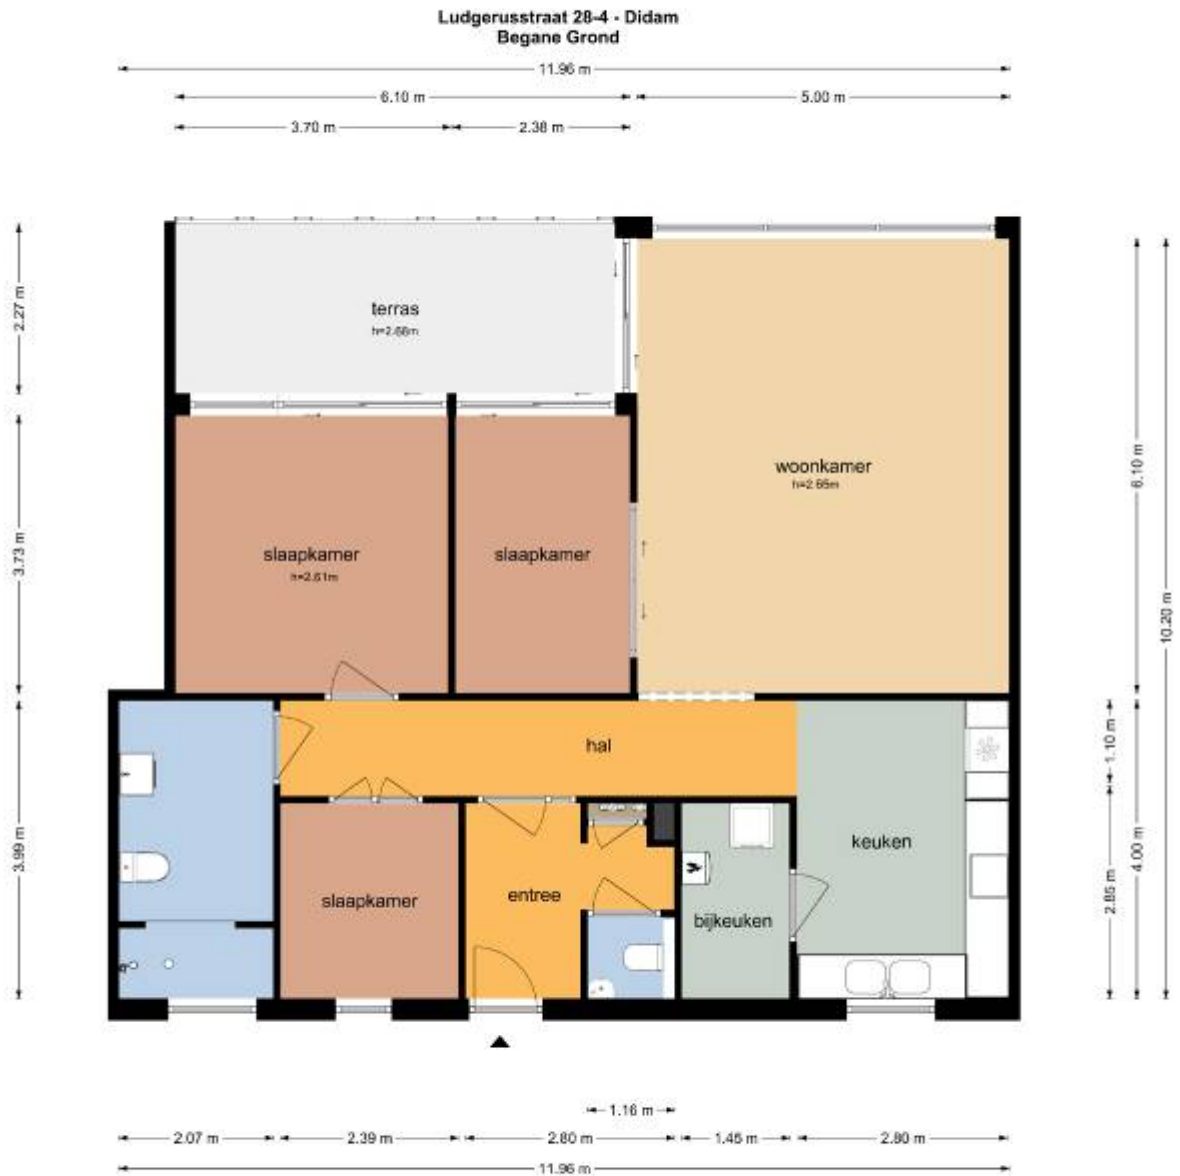 Ludgerusstraat 28-4 - Didam
Begane Grond
11.96 m
6.10 m
5.00 m
3.70 m
2.38 m
2.27 m
terras
h=2.68m
6.10 m
woonkamer
h=2.65m
3.73 m
slaapkamer
h=2.61m
slaapkamer
10.20 m
hal
1.10 m
3.99 m
keuken
4.00 m
slaapkamer
entree
bijkeuken
2.85 m
1.16 m
2.07 m
2.39 m
2.80 m
1.45 m
2.80 m
11.96 m